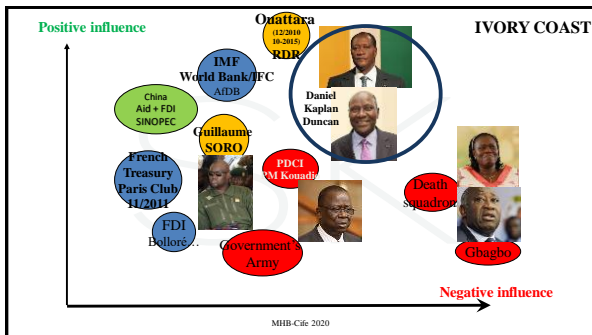 Positive influence
IVORY COAST
Ouattara
(12/2010
10-2015)
RDR
IMF
World Bank/IFC
AfDB
Daniel
Kaplan
Duncan
China
Aid + FDI
SINOPEC
Guillaume
SORO
French
Treasury
Paris Club
11/2011
PDCI
PM Kouadio
Death
squadron
FDI
Bolloré…
Government's
Army
Gbagbo
Negative influence
MHB-Cife 2020